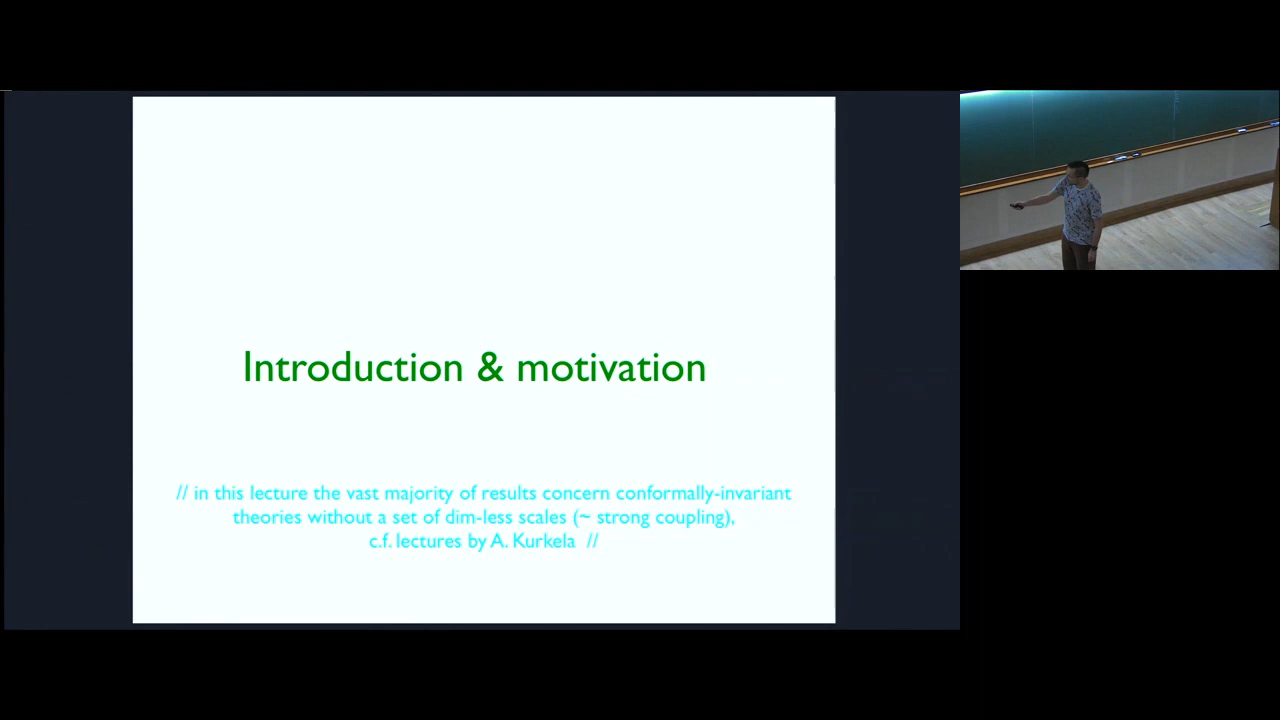 Introduction & motivation
// in this lecture the vast majority of results concern conformally-invariant
theories without a set of dim-less scales (~ strong coupling),
c.f. lectures by A. Kurkela //